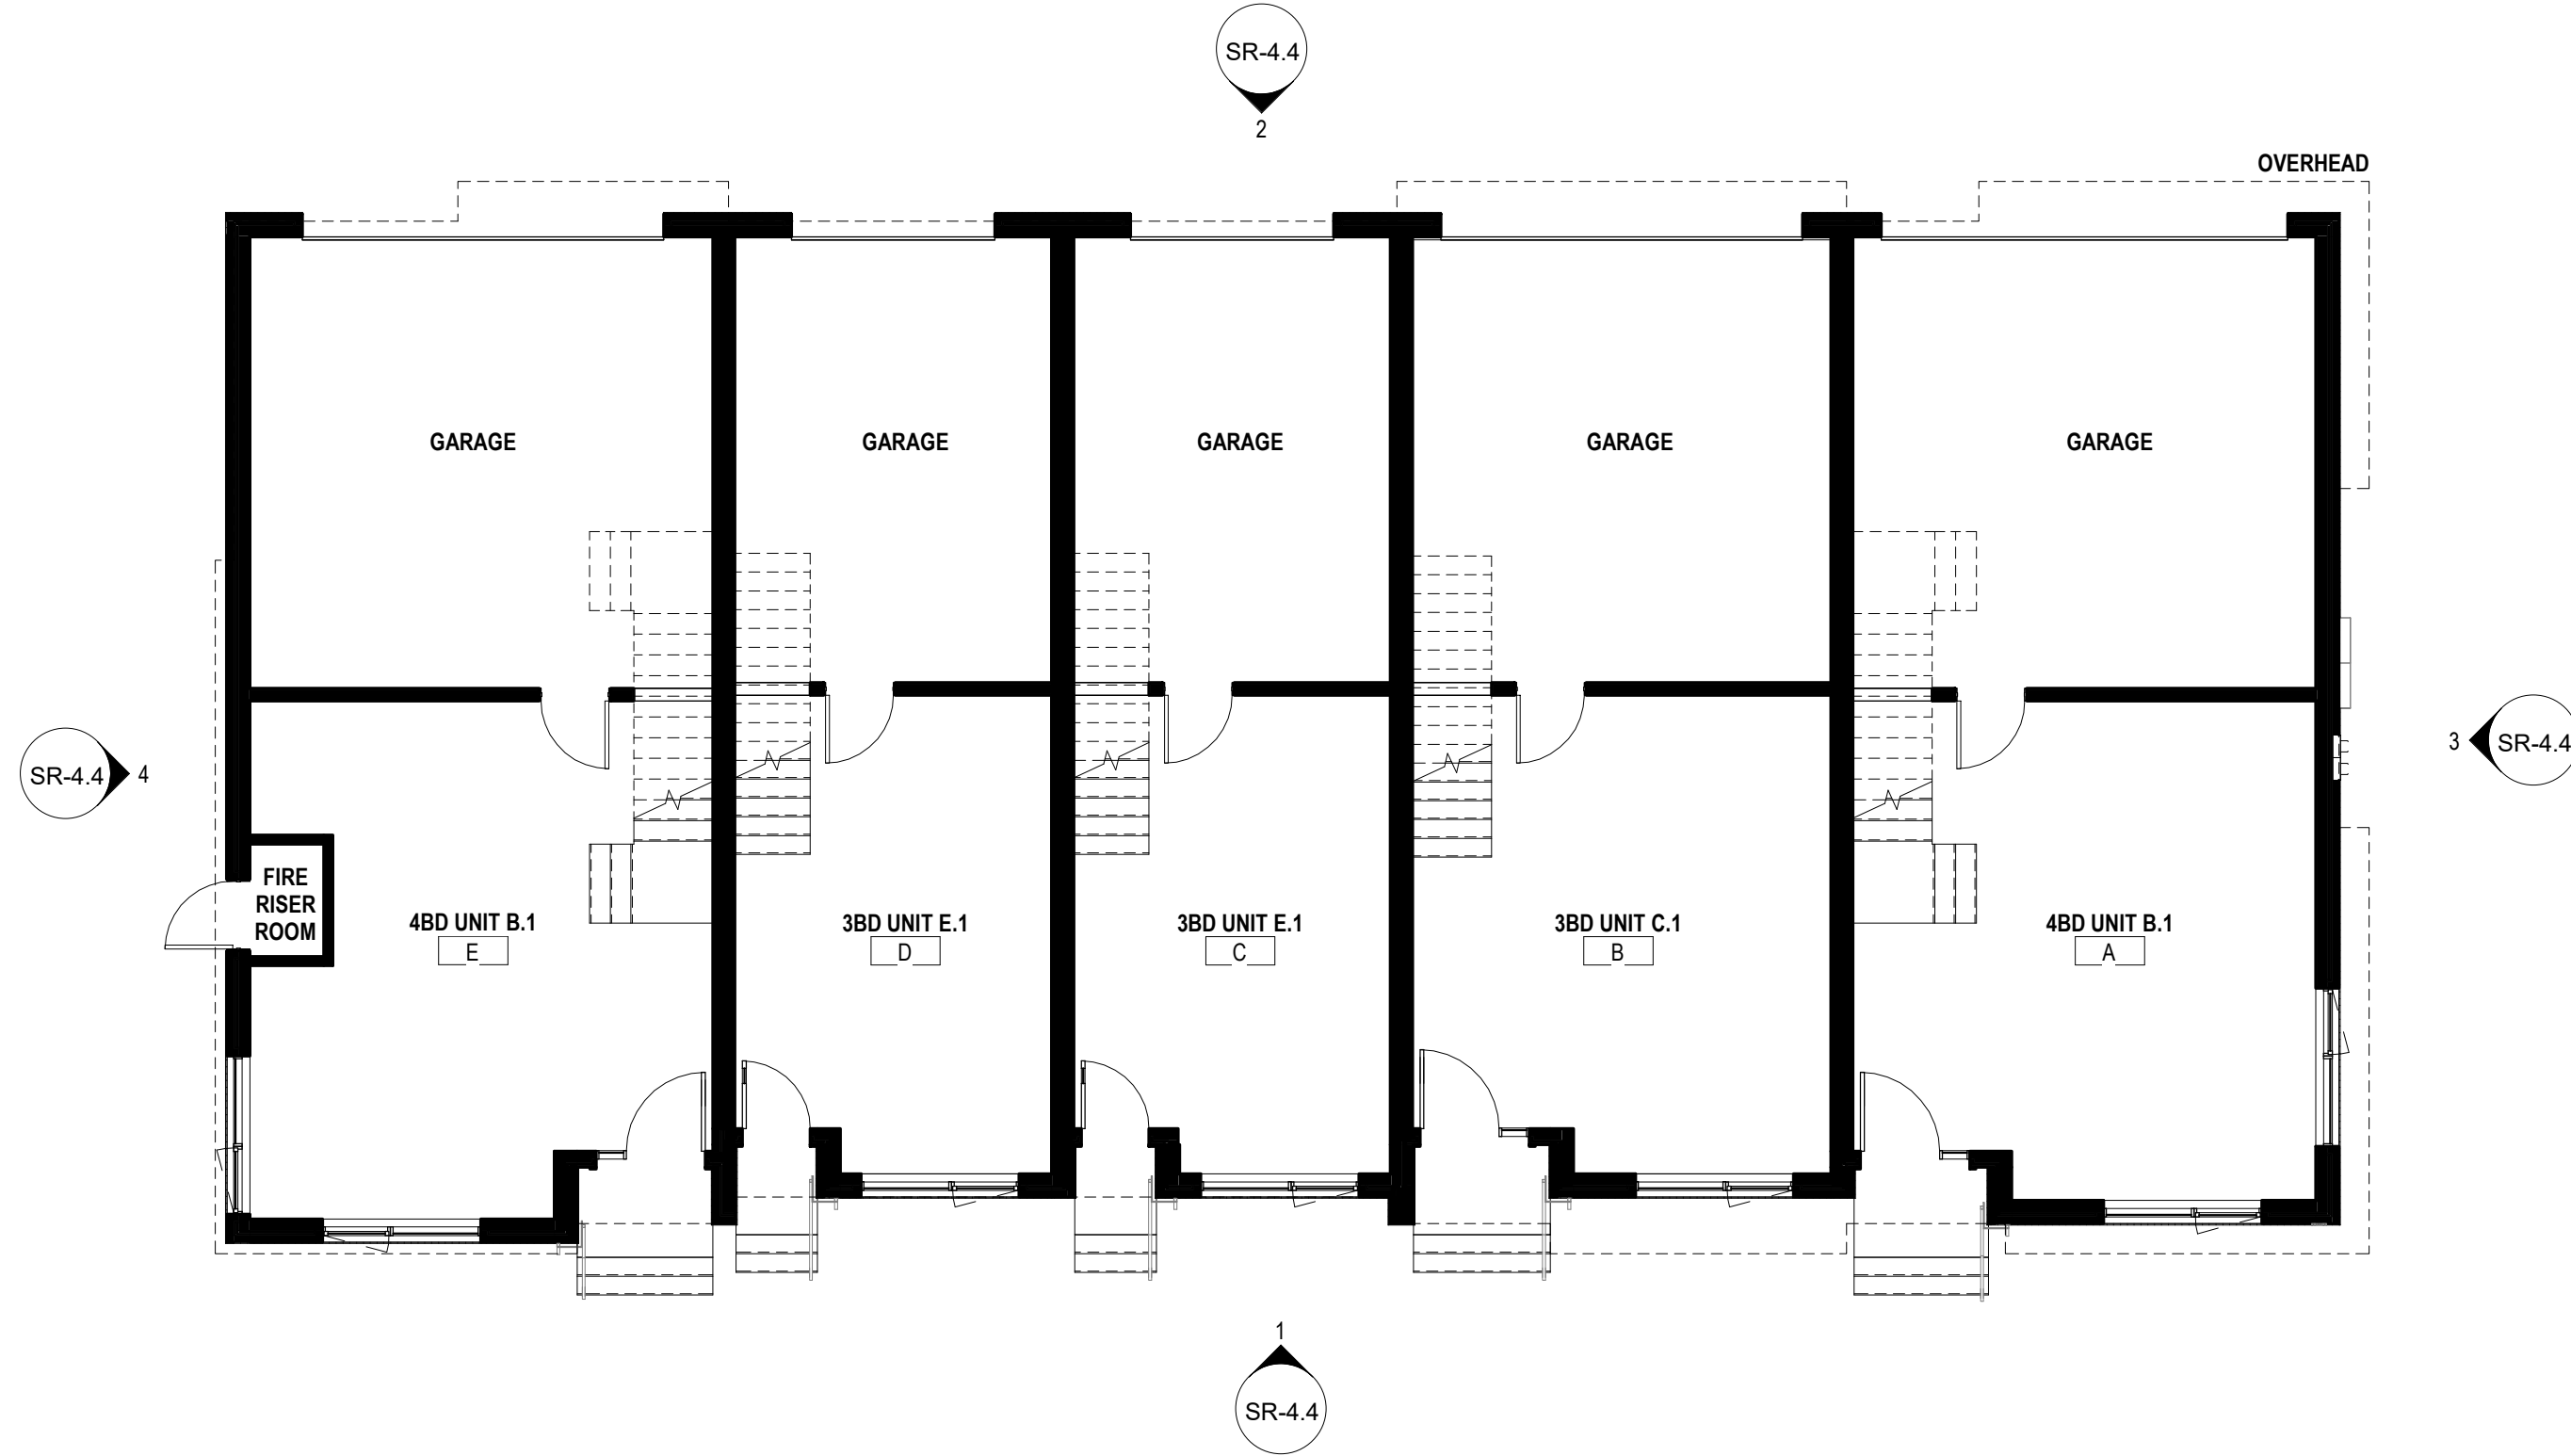 SR-4.4
2
OVERHEAD
GARAGE
GARAGE
GARAGE
GARAGE
GARAGE
SR-4.4
4
3
SR-4.4
FIRE
RISER
ROOM
4BD UNIT B.1
E
3BD UNIT E.1
D
3BD UNIT E.1
C
3BD UNIT C.1
B
4BD UNIT B.1
A
1
SR-4.4